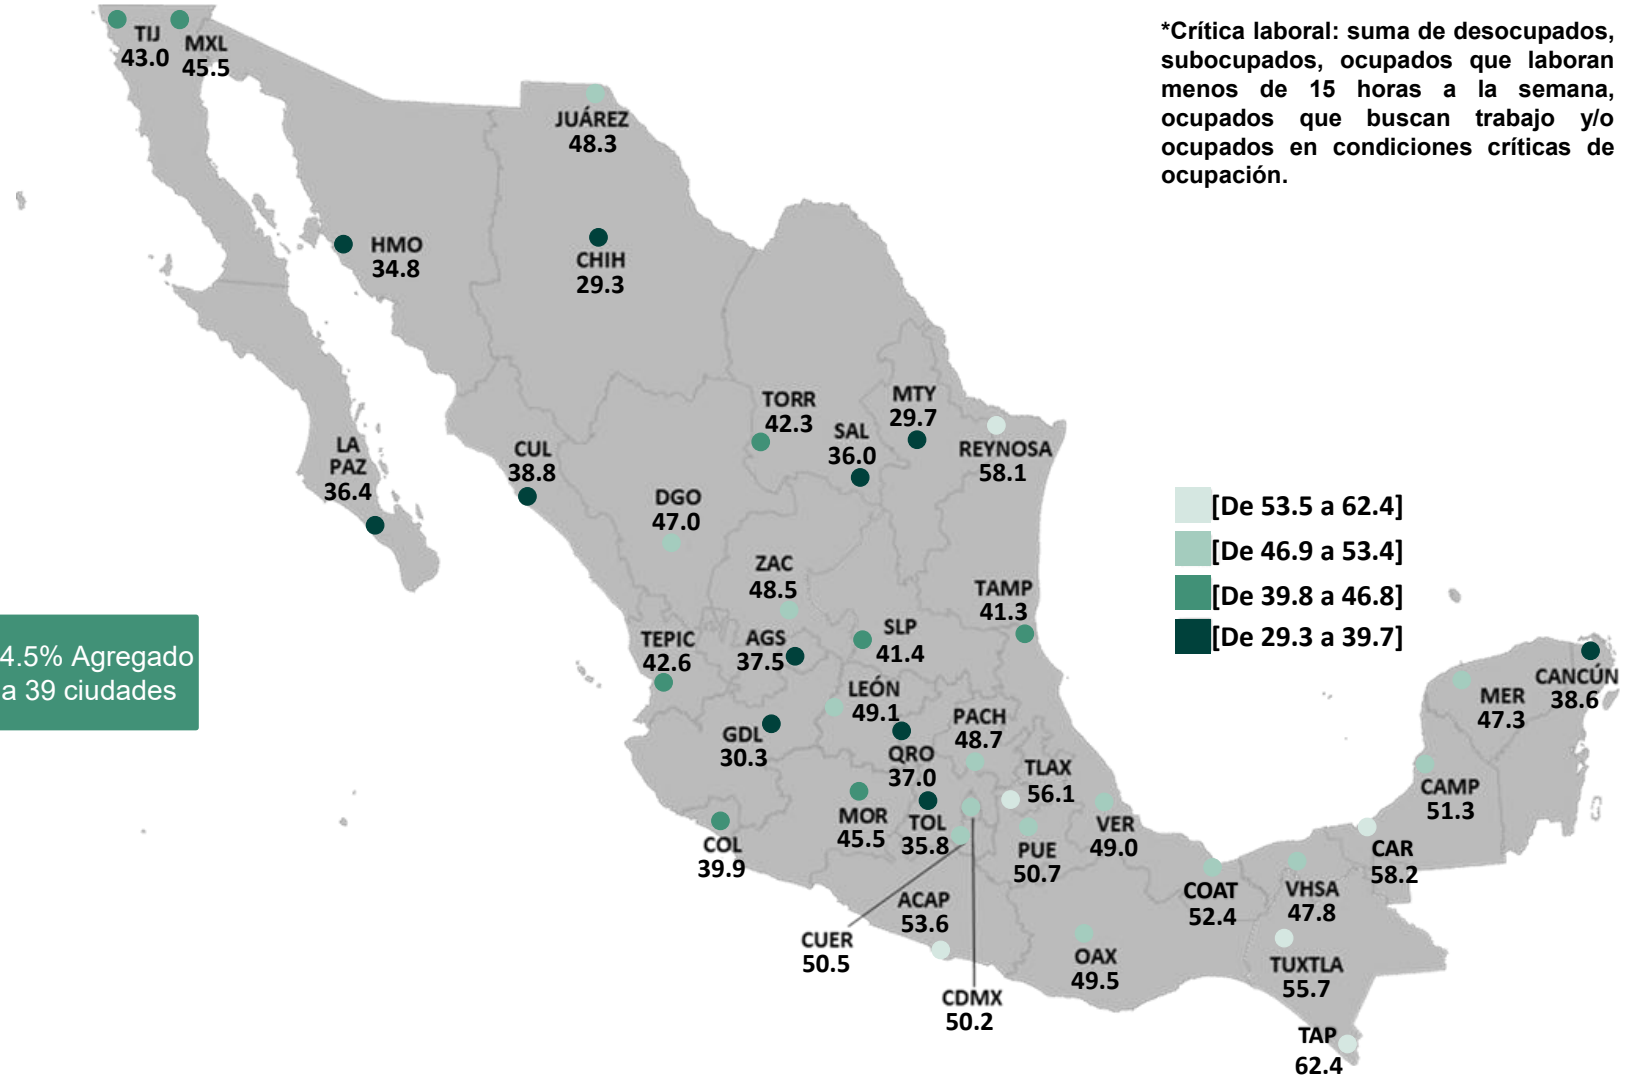 TIJ
43.0
MXL
45.5
*Crítica laboral: suma de desocupados,
subocupados, ocupados que laboran
menos de 15 horas a la semana,
ocupados que buscan trabajo y/o
ocupados en condiciones críticas de
ocupación.
JUÁREZ
48.3
HMO
34.8
CHIH
29.3
TORR
42.3
MTY
29.7
SAL
36.0
REYNOSA
58.1
LA
PAZ
36.4
CUL
38.8
DGO
47.0
[De 53.5 a 62.4]
[De 46.9 a 53.4]
[De 39.8 a 46.8]
[De 29.3 a 39.7]
ZAC
48.5
TAMP
41.3
4.5% Agregado
a 39 ciudades
TEPIC
42.6
AGS
37.5
SLP
41.4
LEÓN
49.1
CANCÚN
38.6
MER
47.3
GDL
30.3
QRO
37.0
PACH
48.7
TLAX
56.1
CAMP
51.3
COL
39.9
MOR
45.5
TOL
35.8
PUE
50.7
VER
49.0
CAR
58.2
ACAP
53.6
COAT
52.4
VHSA
47.8
CUER
50.5
OAX
49.5
TUXTLA
55.7
CDMX
50.2
TAP
62.4